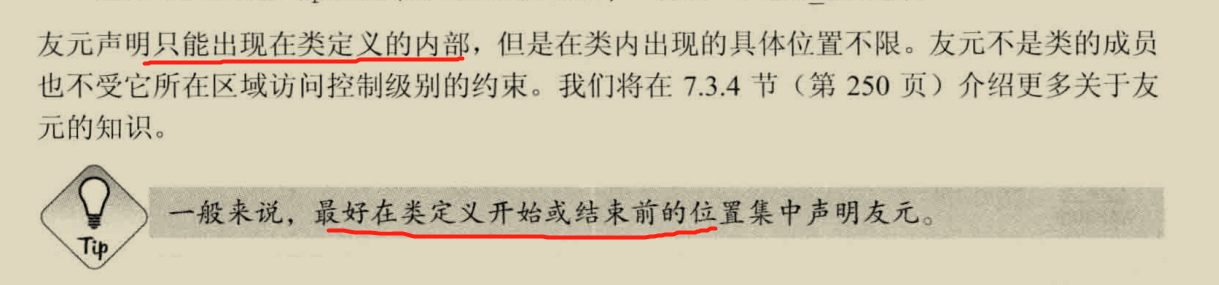 友元声明只能出现在类定义的内部，但是在类内出现的具体位置不限。友元不是类的成员
也不受它所在区域访问控制级别的约束。我们将在 7.3.4 节（第 250 页）介绍更多关于友
元的知识。
一般来说，最好在类定义开始或结束前的位置集中声明友元。
Tip